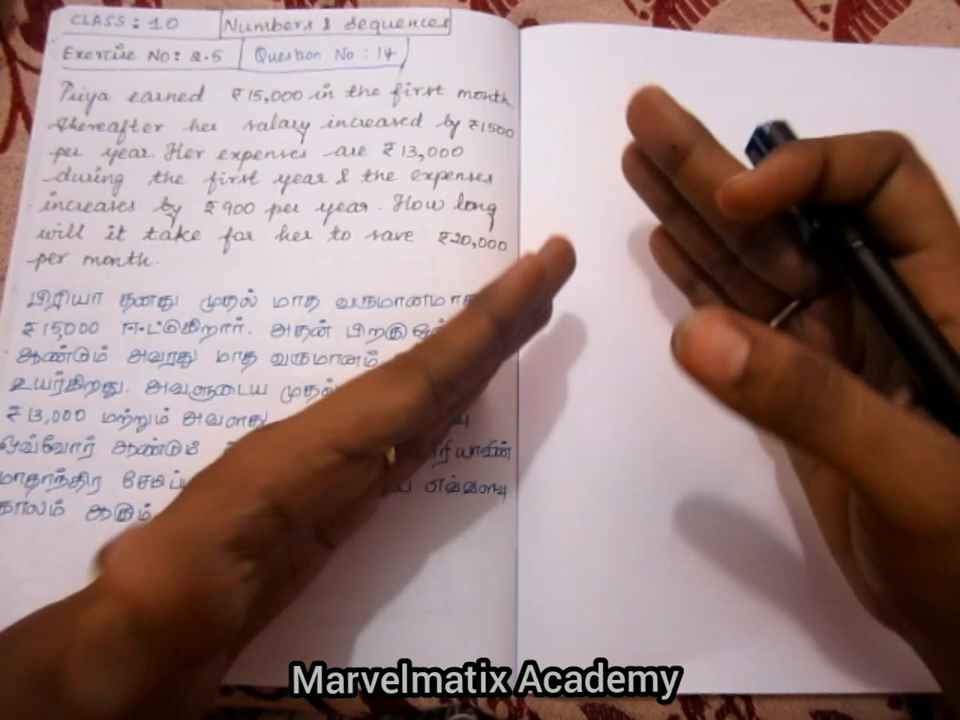 CLASS : 10 Numbers & Sequences
Exercise No: 2.5 Question No : 14
Priya earned ₹15,000 in the first month
thereafter her salary increased by ₹1500
per year. Her expenses are ₹13,000
during the first year & the expenses
increases by ₹900 per year. How long
will it take for her to save ₹20,000
per month.
பிரியா தனது முதல் மாத வருமானமாக
₹15,000 ஈட்டுகிறார். அதன் பிறகு
ஆண்டும் அவரது மாத வருமானம்
உயர்கிறது. அவளுடைய முதல்
₹13,000 மற்றும் அவளது
ஒவ்வோர் ஆண்டும்
மாதாந்திர எவ்வளவு
காலம் ஆகும்
Marvelmatix Academy